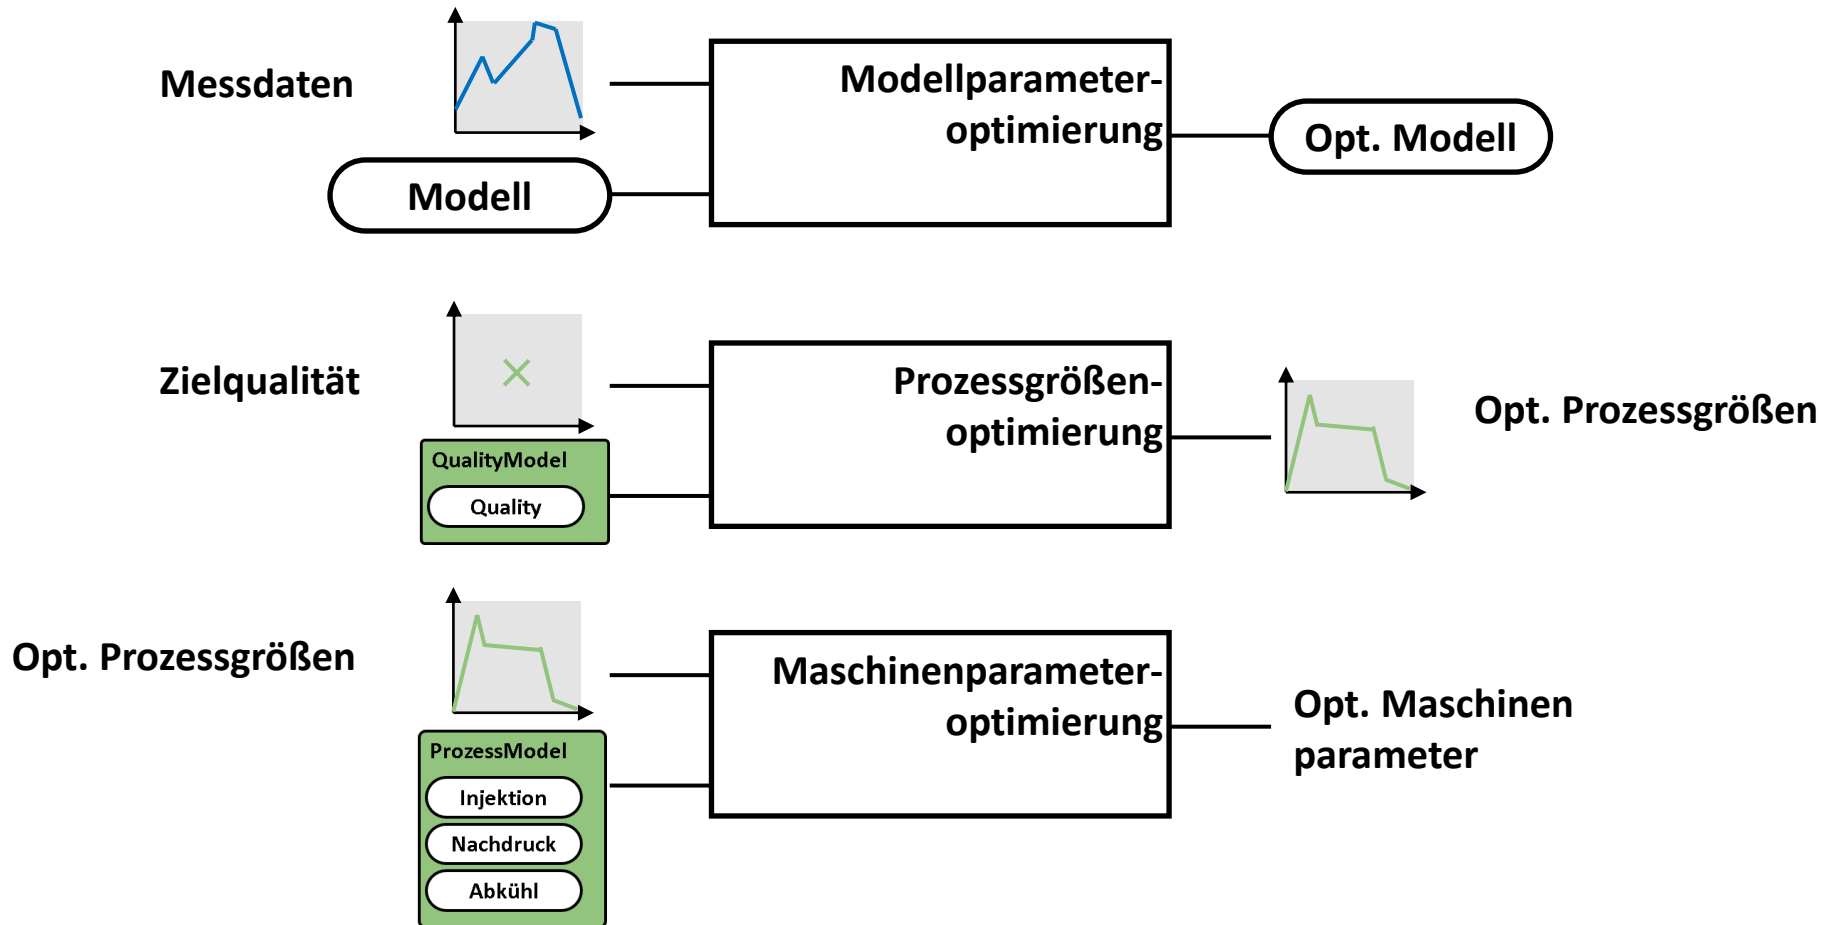 Messdaten
Modell
Modellparameter-
optimierung
Opt. Modell
Zielqualität
QualityModel
Quality
Prozessgrößen-
optimierung
Opt. Prozessgrößen
Opt. Prozessgrößen
ProzessModel
Injektion
Nachdruck
Abkühl
Maschinenparameter-
optimierung
Opt. Maschinen
parameter